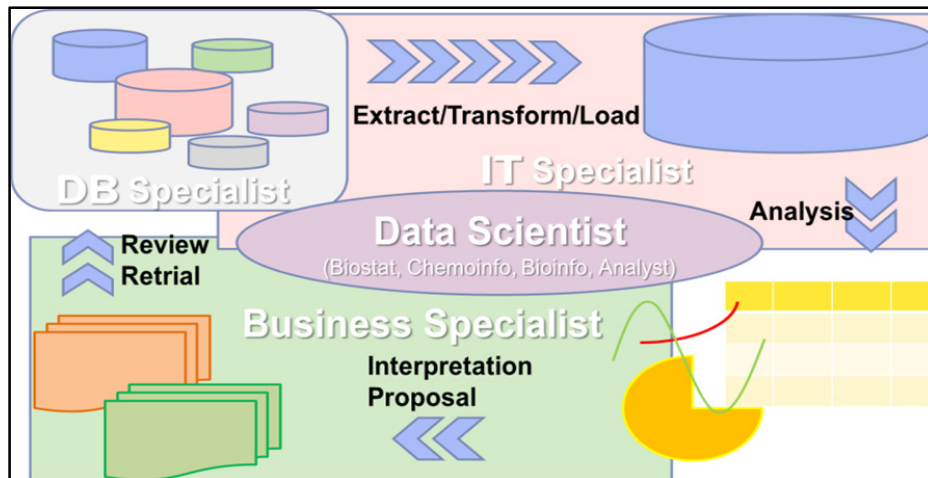 Extract/Transform/Load
DB Specialist
IT Specialist
Analysis
Data Scientist
(Biostat, Chemoinfo, Bioinfo, Analyst)
Review
Retrial
Business Specialist
Interpretation
Proposal